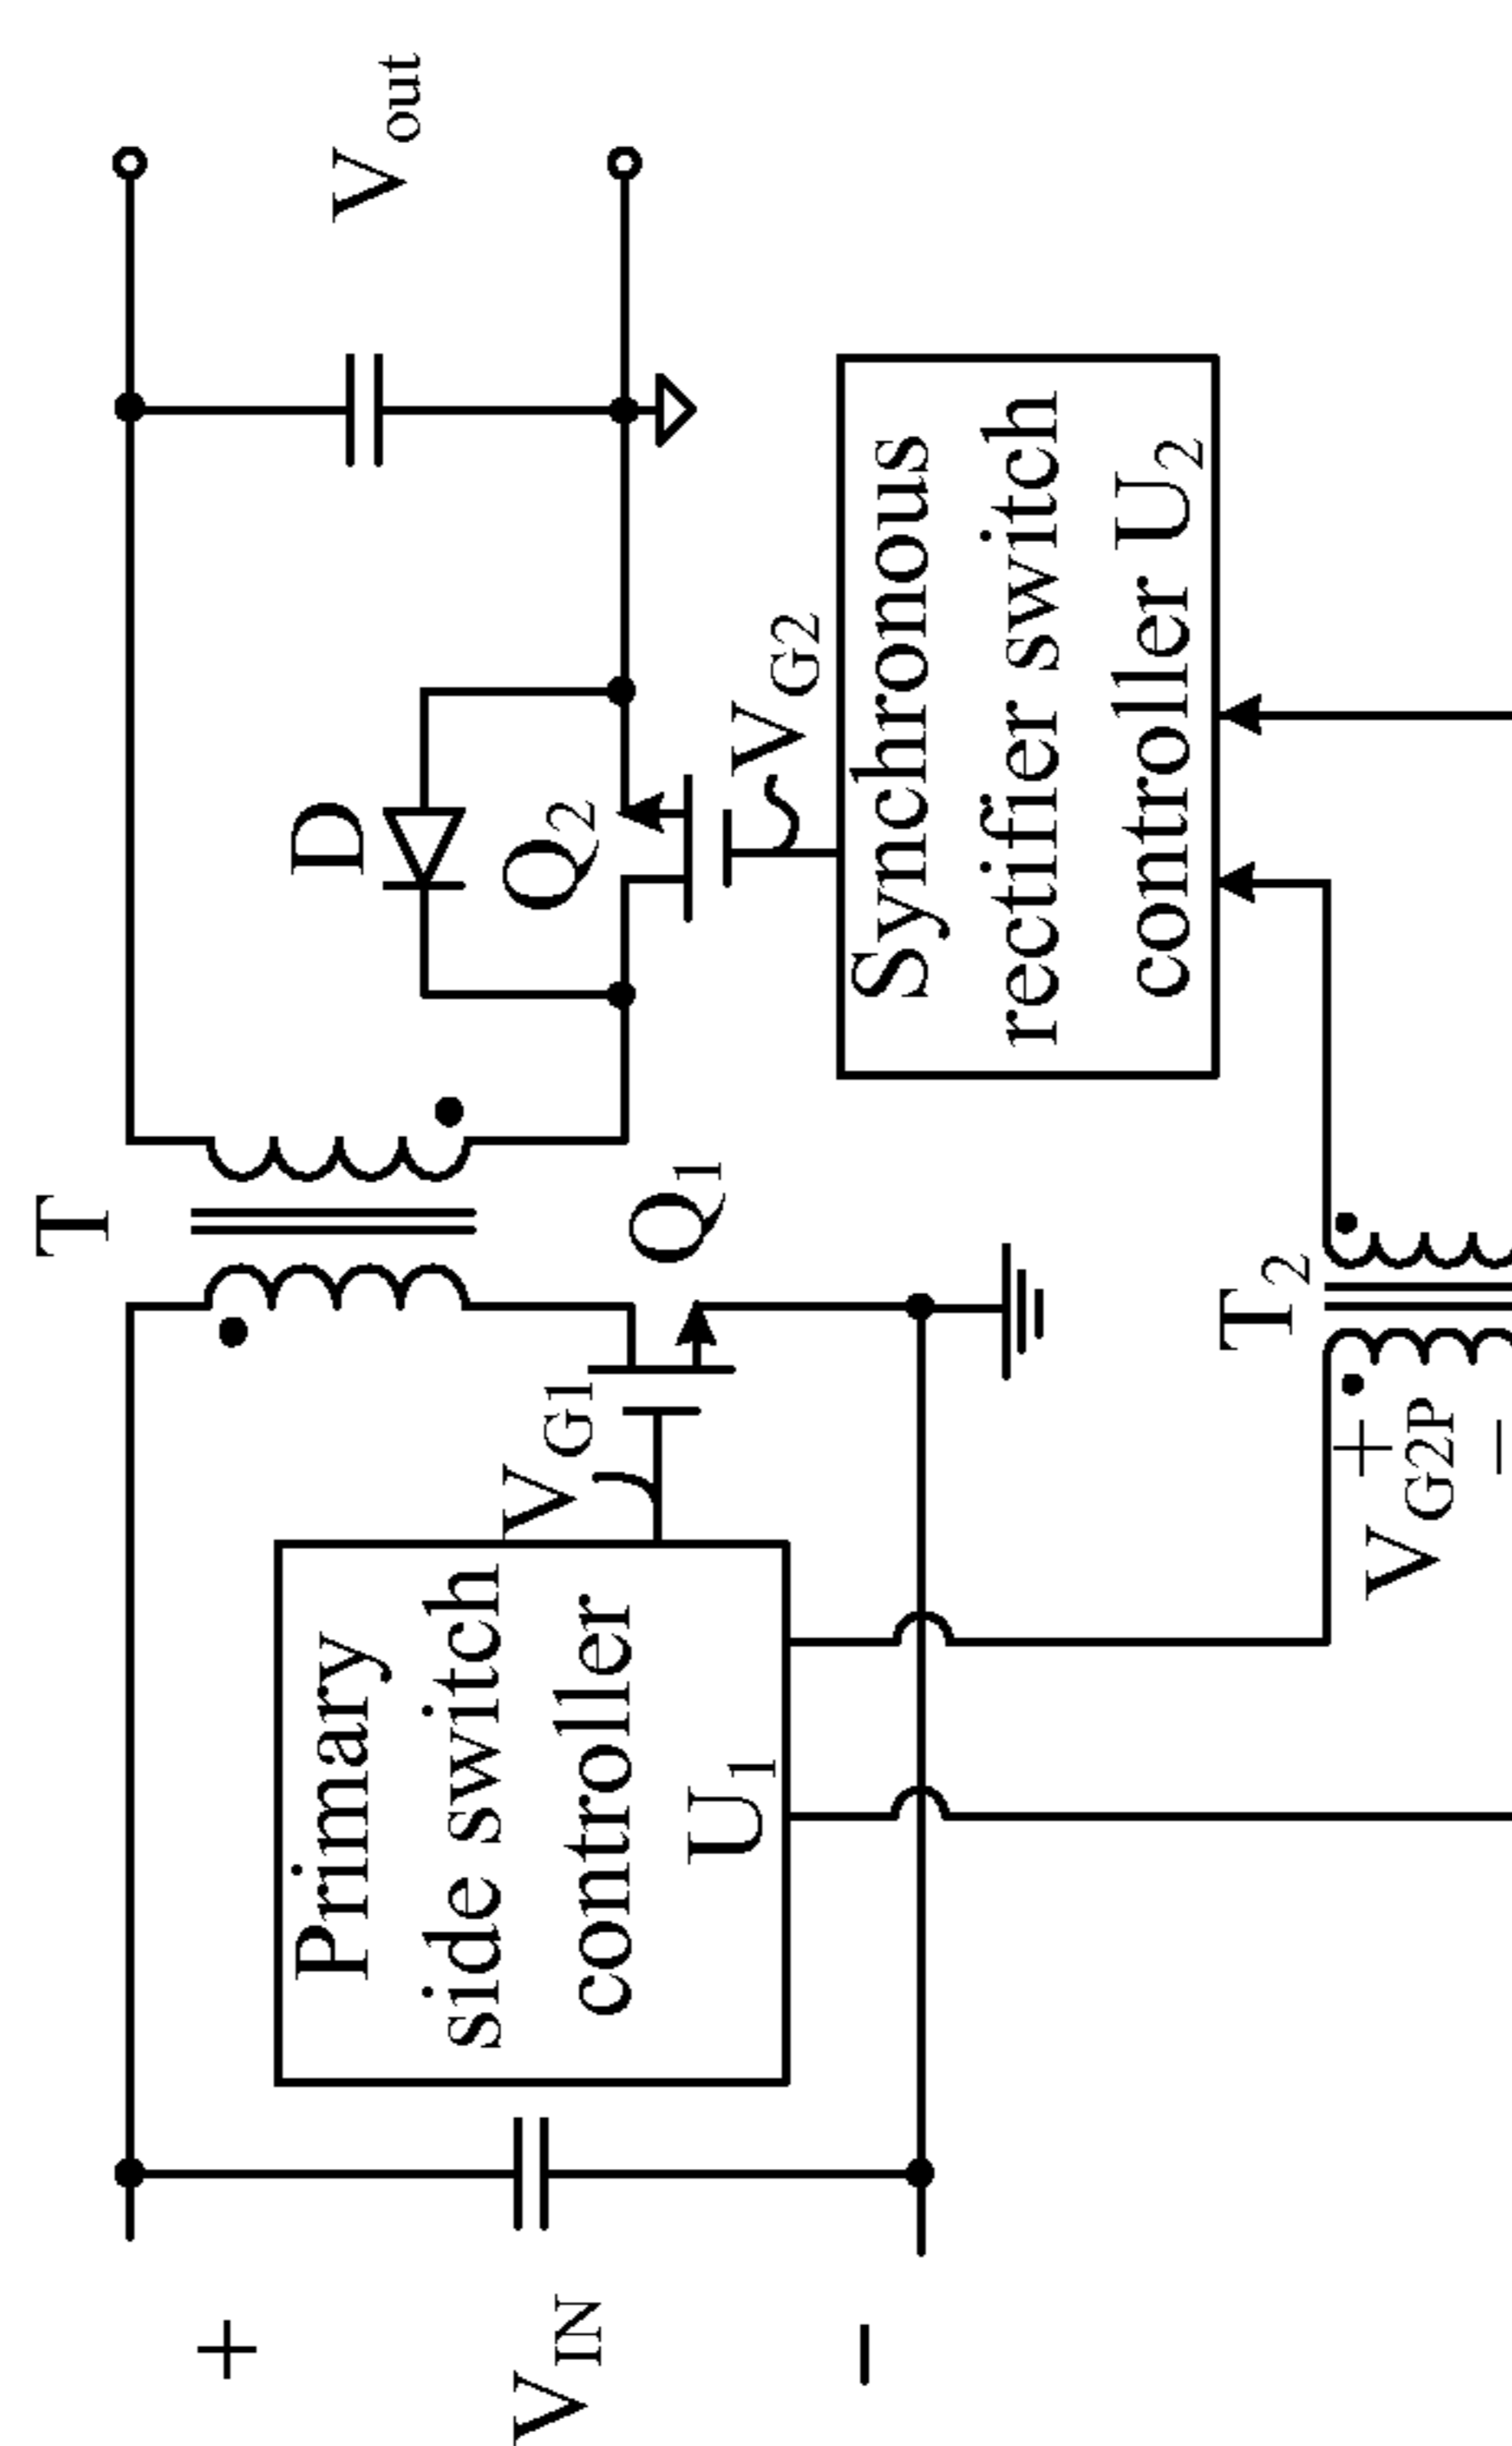 T
D
Q2
Vout
Q1
VG1
VG2
Primary
side switch
controller
U1
Synchronous
rectifier switch
controller U2
+
VIN
−
T2
+
VG2P
−